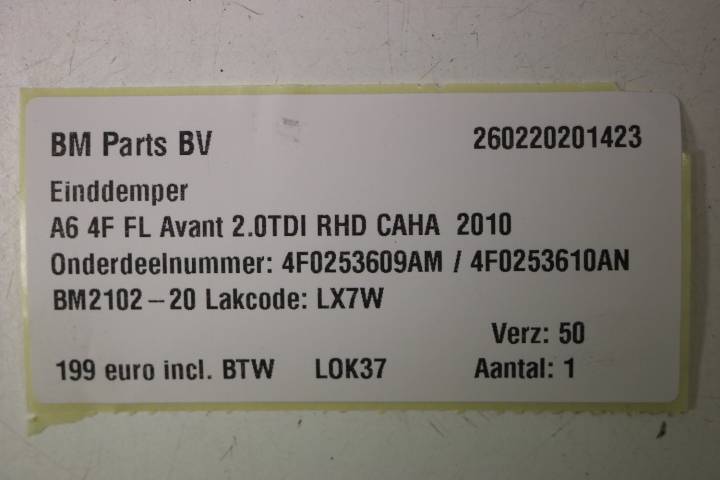 BM Parts BV 260220201423
Einddemper
A6 4F FL Avant 2.0TDI RHD CAHA 2010
Onderdeelnummer: 4F0253609AM / 4F0253610AN
BM2102-20 Lakcode: LX7W
Verz: 50
199 euro incl. BTW LOK37 Aantal: 1